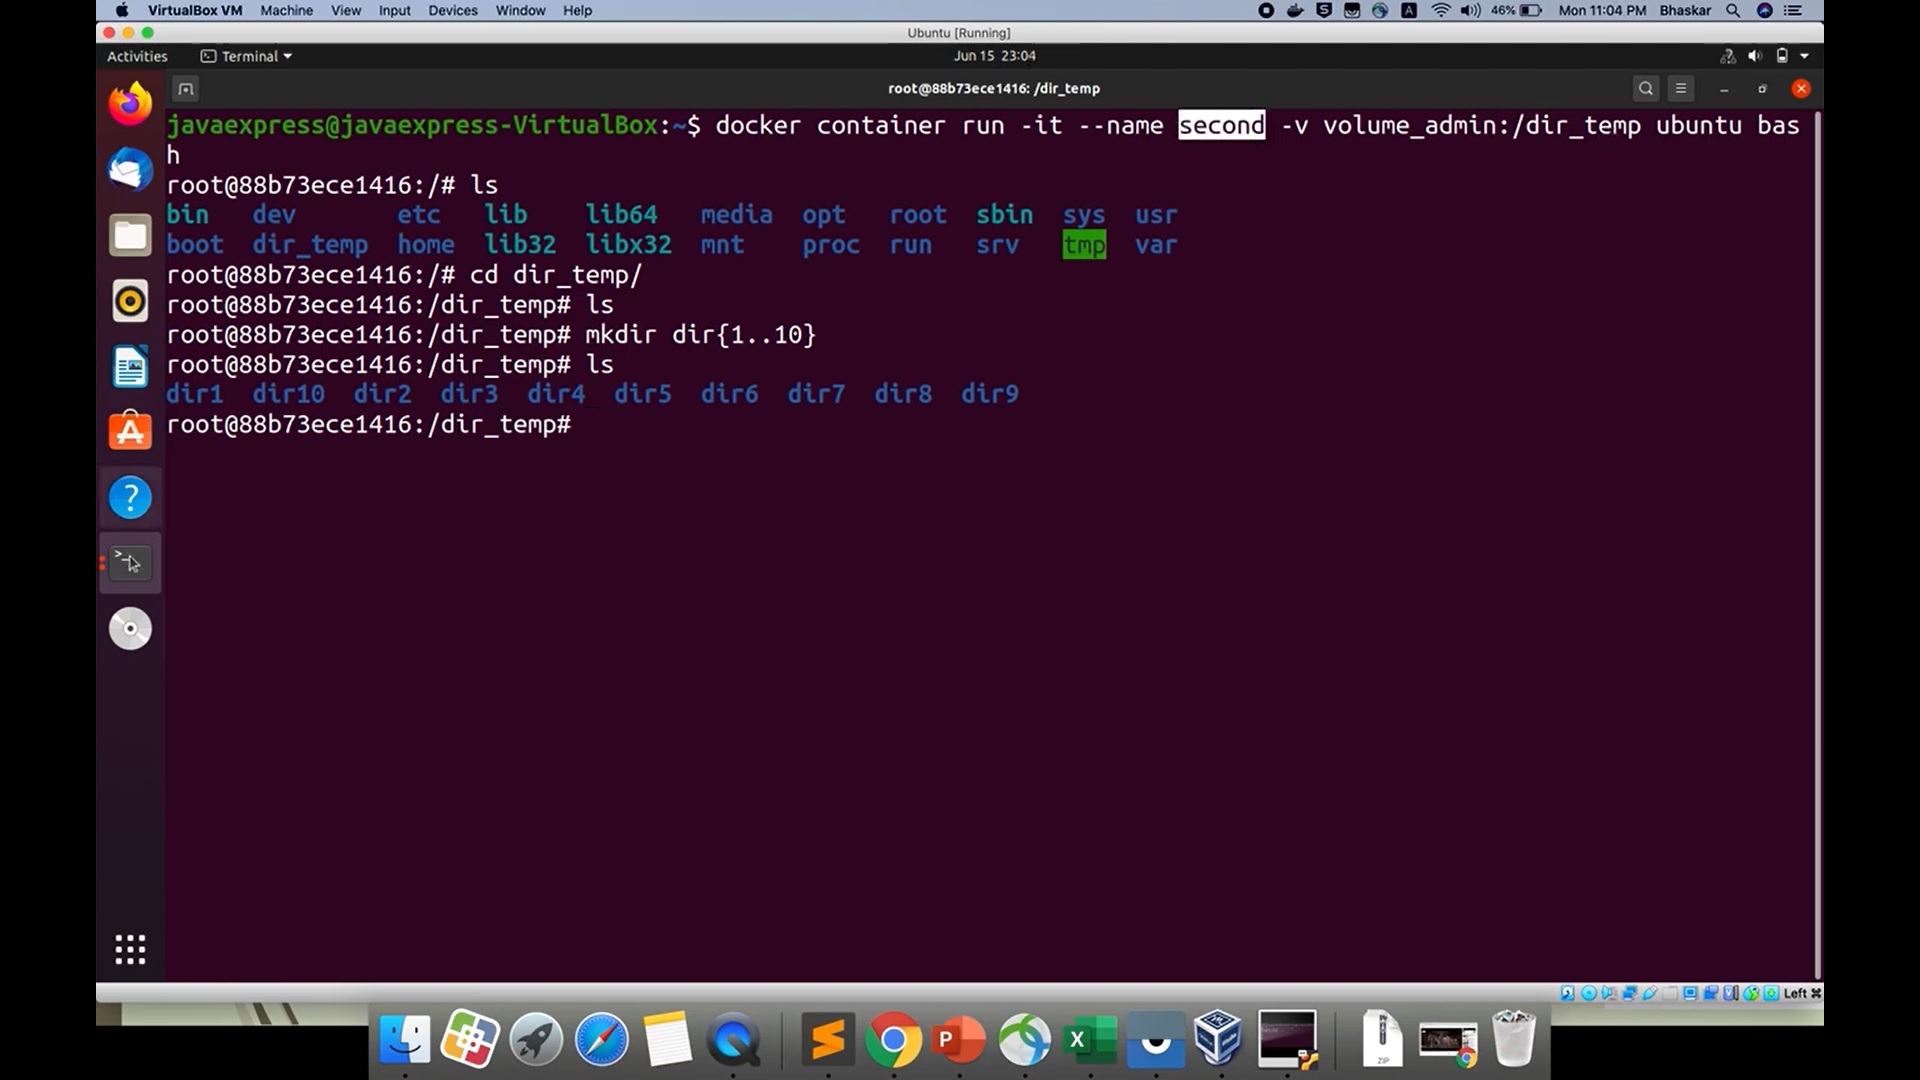 VirtualBox VM Machine View Input Devices Window Help 46% Mon 11:04 PM Bhaskar
Ubuntu [Running]
Activities Terminal Jun 15 23:04
root@88b73ece1416: /dir_temp
javaexpress@javaexpress-VirtualBox:~$ docker container run -it --name second -v volume_admin:/dir_temp ubuntu bas
h
root@88b73ece1416:/# ls
bin dev etc lib lib64 media opt root sbin sys usr
boot dir_temp home lib32 libx32 mnt proc run srv tmp var
root@88b73ece1416:/# cd dir_temp/
root@88b73ece1416:/dir_temp# ls
root@88b73ece1416:/dir_temp# mkdir dir{1..10}
root@88b73ece1416:/dir_temp# ls
dir1 dir10 dir2 dir3 dir4 dir5 dir6 dir7 dir8 dir9
root@88b73ece1416:/dir_temp#
Left ⌘
ZIP